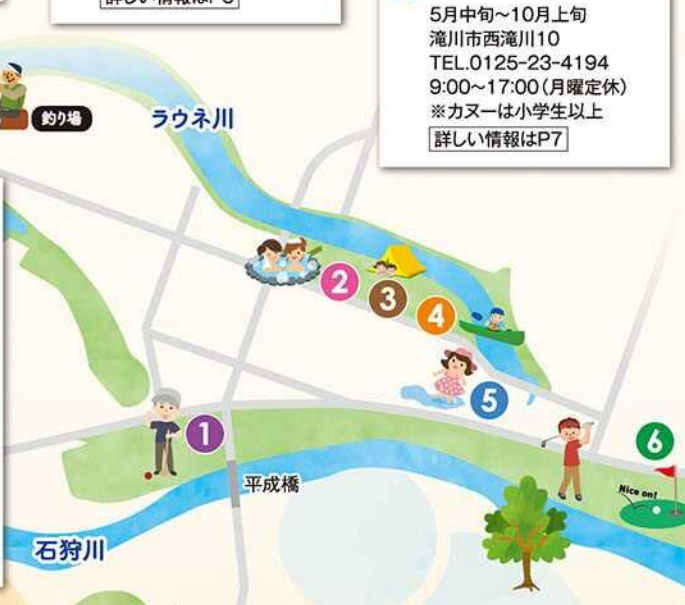 詳しい情報はP6
5月中旬～10月上旬
滝川市西滝川10
TEL.0125-23-4194
9:00～17:00（月曜定休）
※カヌーは小学生以上
詳しい情報はP7
釣り場
ラウネ川
2
3
4
5
1
6
平成橋
Nice on!
石狩川